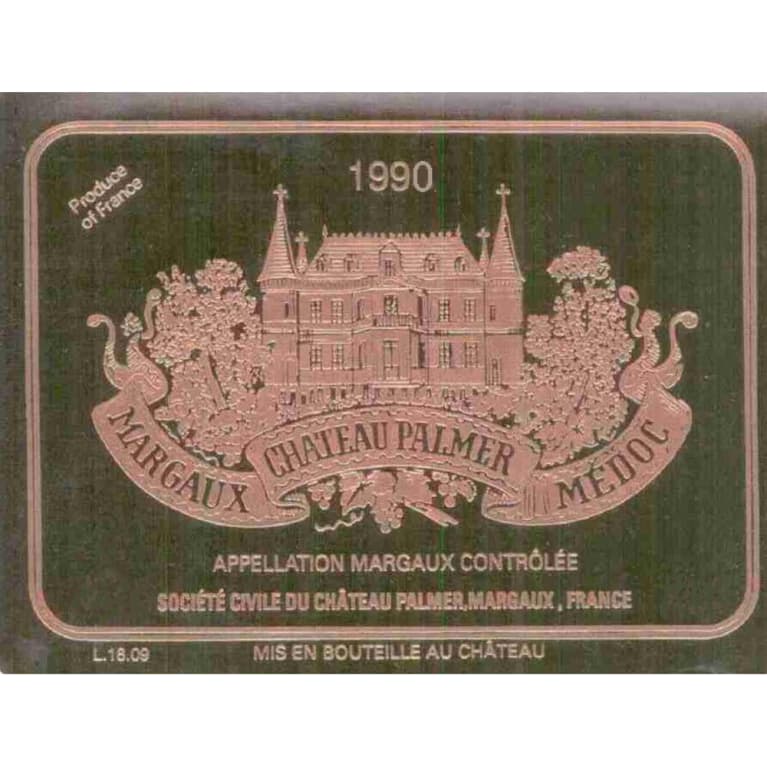 Produce
of France
1990
MARGAUX
CHATEAU PALMER
MÉDOC
APPELLATION MARGAUX CONTRÔLÉE
SOCIÉTÉ CIVILE DU CHÂTEAU PALMER, MARGAUX, FRANCE
L.16.09
MIS EN BOUTEILLE AU CHÂTEAU